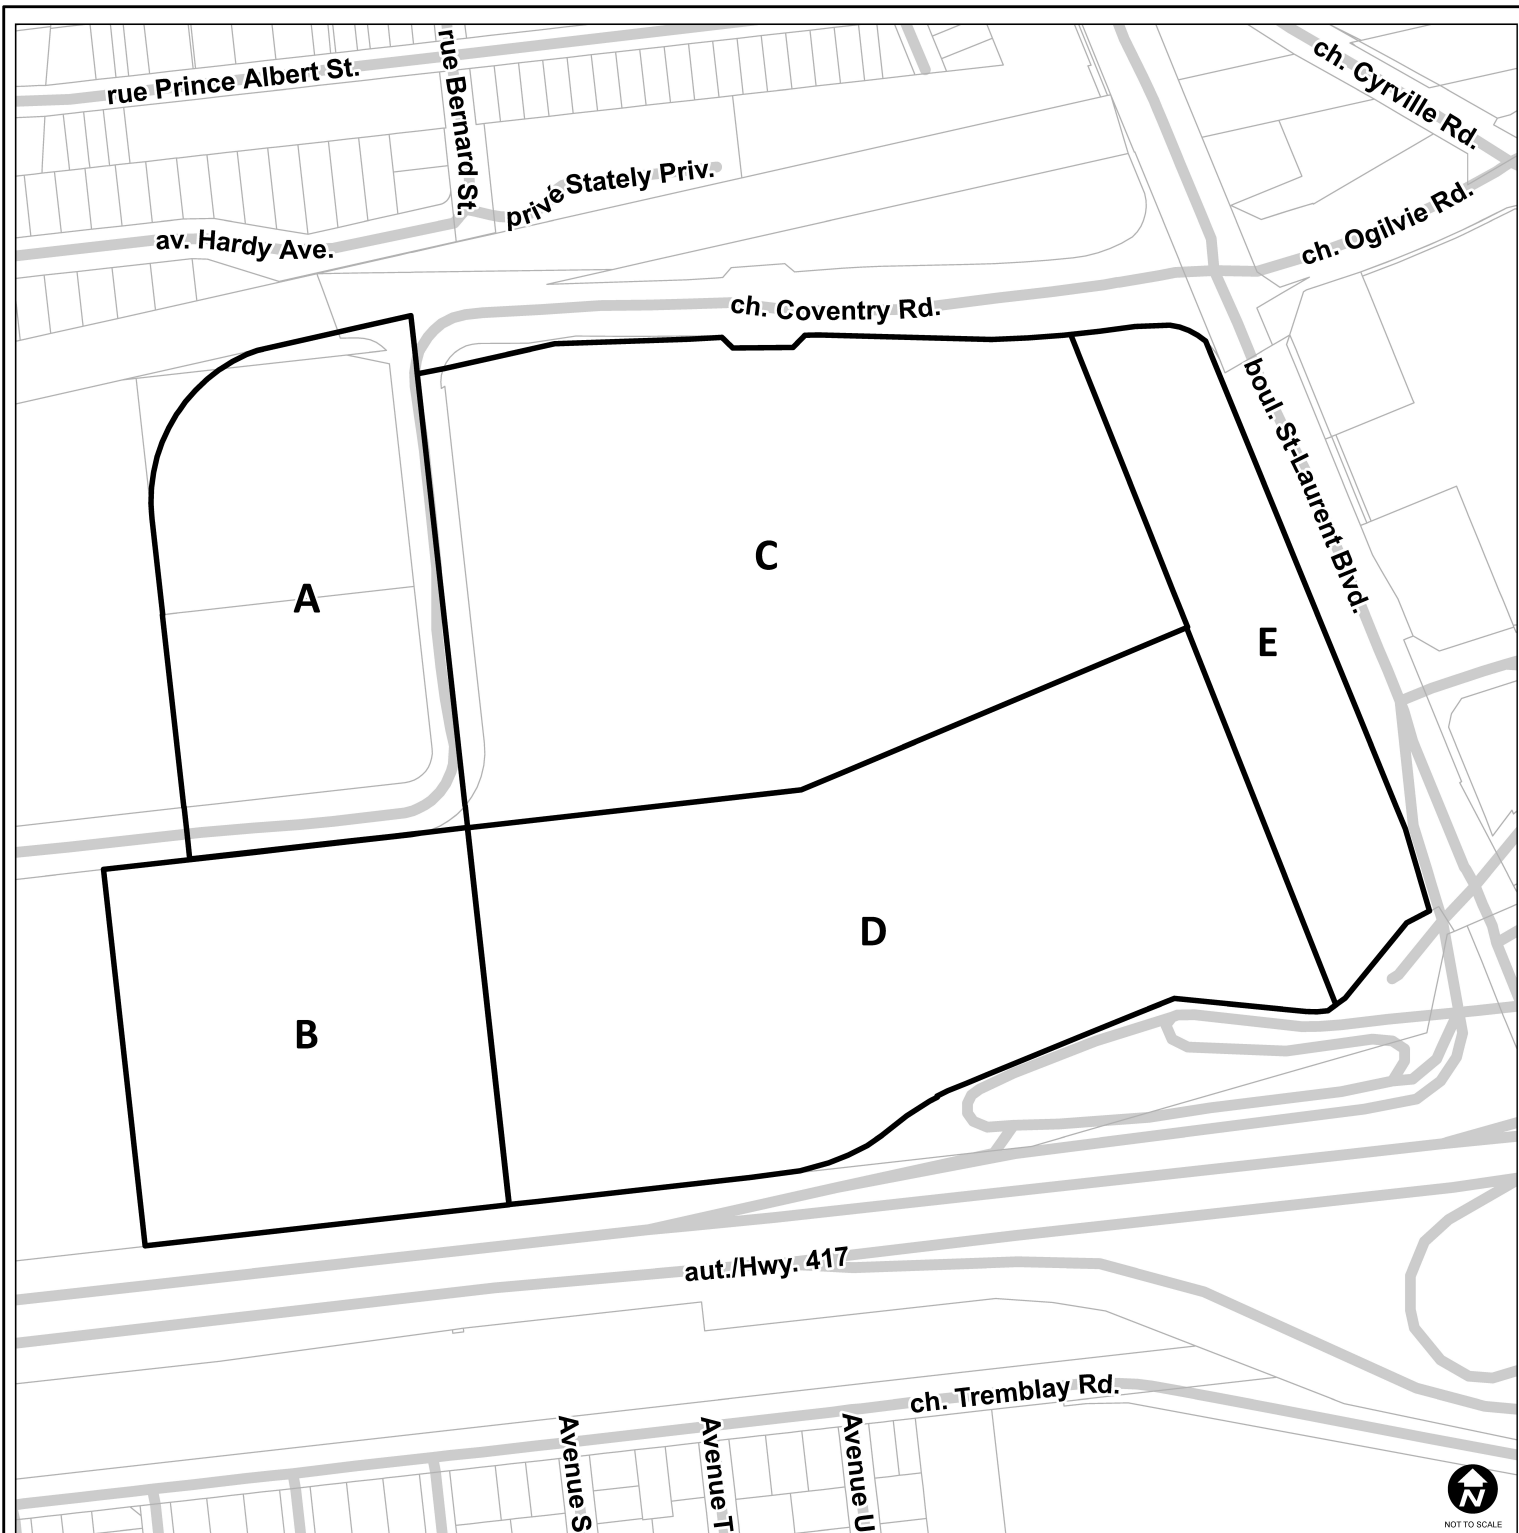 rue Prince Albert St.
rue Bernard St.
ch. Cyrville Rd.
privé Stately Priv.
av. Hardy Ave.
ch. Ogilvie Rd.
ch. Coventry Rd.
boul. St-Laurent Blvd.
C
A
E
D
B
aut./Hwy. 417
ch. Tremblay Rd.
Avenue S
Avenue T
Avenue U
N
NOT TO SCALE